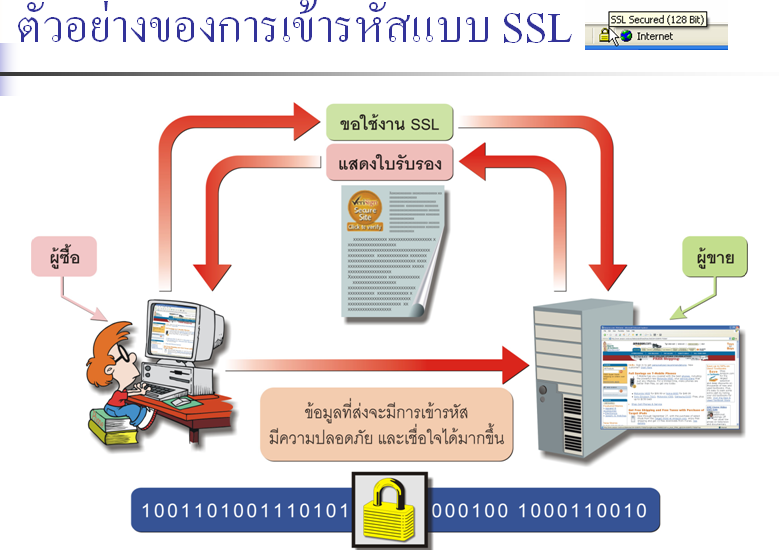 ตัวอย่างของการเข้ารหัสแบบ SSL
SSL Secured (128 Bit)
Internet
ขอใช้งาน SSL
แสดงใบรับรอง
Secure
Site
Click to verify
ผู้ซื้อ
ผู้ขาย
ข้อมูลที่ส่งจะมีการเข้ารหัส
มีความปลอดภัย และเชื่อใจได้มากขึ้น
1001101001110101 000100 1000110010